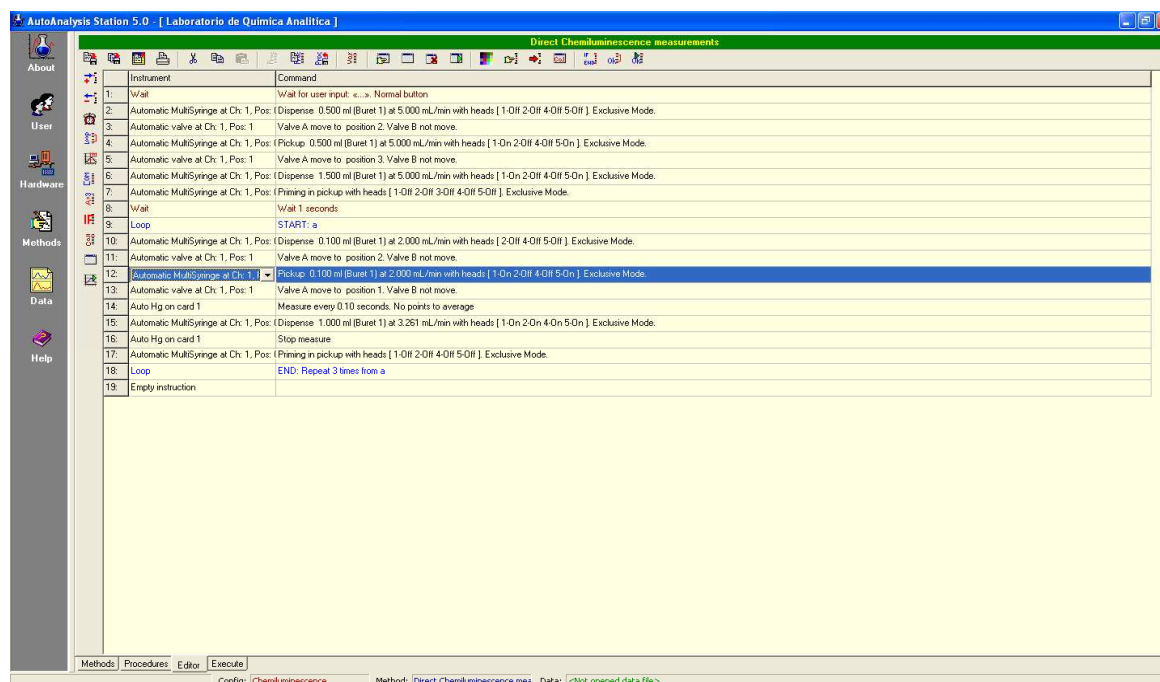 AutoAnalysis Station 5.0 - [ Laboratorio de Quimica Analitica ]
Direct Chemiluminescence measurements
About
User
Hardware
Methods
Data
Help
Instrument Command
1: Wait Wait for user input: «...». Normal button
2: Automatic MultiSyringe at Ch: 1, Pos: ( Dispense 0.500 ml (Buret 1) at 5.000 mL/min with heads [ 1-Off 2-Off 4-Off 5-Off ]. Exclusive Mode.
3: Automatic valve at Ch: 1, Pos: 1 Valve A move to position 2. Valve B not move.
4: Automatic MultiSyringe at Ch: 1, Pos: ( Pickup 0.500 ml (Buret 1) at 5.000 mL/min with heads [ 1-On 2-Off 4-Off 5-On ]. Exclusive Mode.
5: Automatic valve at Ch: 1, Pos: 1 Valve A move to position 3. Valve B not move.
6: Automatic MultiSyringe at Ch: 1, Pos: ( Dispense 1.500 ml (Buret 1) at 5.000 mL/min with heads [ 1-On 2-Off 4-Off 5-On ]. Exclusive Mode.
7: Automatic MultiSyringe at Ch: 1, Pos: ( Priming in pickup with heads [ 1-Off 2-Off 3-Off 4-Off 5-Off ]. Exclusive Mode.
8: Wait Wait 1 seconds
9: Loop START: a
10: Automatic MultiSyringe at Ch: 1, Pos: ( Dispense 0.100 ml (Buret 1) at 2.000 mL/min with heads [ 2-Off 4-Off 5-Off ]. Exclusive Mode.
11: Automatic valve at Ch: 1, Pos: 1 Valve A move to position 2. Valve B not move.
12: Automatic MultiSyringe at Ch: 1, Pickup 0.100 ml (Buret 1) at 2.000 mL/min with heads [ 1-On 2-Off 4-Off 5-On ]. Exclusive Mode.
13: Automatic valve at Ch: 1, Pos: 1 Valve A move to position 1. Valve B not move.
14: Auto Hg on card 1 Measure every 0.10 seconds. No points to average
15: Automatic MultiSyringe at Ch: 1, Pos: ( Dispense 1.000 ml (Buret 1) at 3.261 mL/min with heads [ 1-On 2-On 4-On 5-On ]. Exclusive Mode.
16: Auto Hg on card 1 Stop measure
17: Automatic MultiSyringe at Ch: 1, Pos: ( Priming in pickup with heads [ 1-Off 2-Off 4-Off 5-Off ]. Exclusive Mode.
18: Loop END: Repeat 3 times from a
19: Empty instruction
Methods Procedures Editor Execute
Config: Chemiluminescence Method: Direct Chemiluminescence mea Data: <Not opened data file>